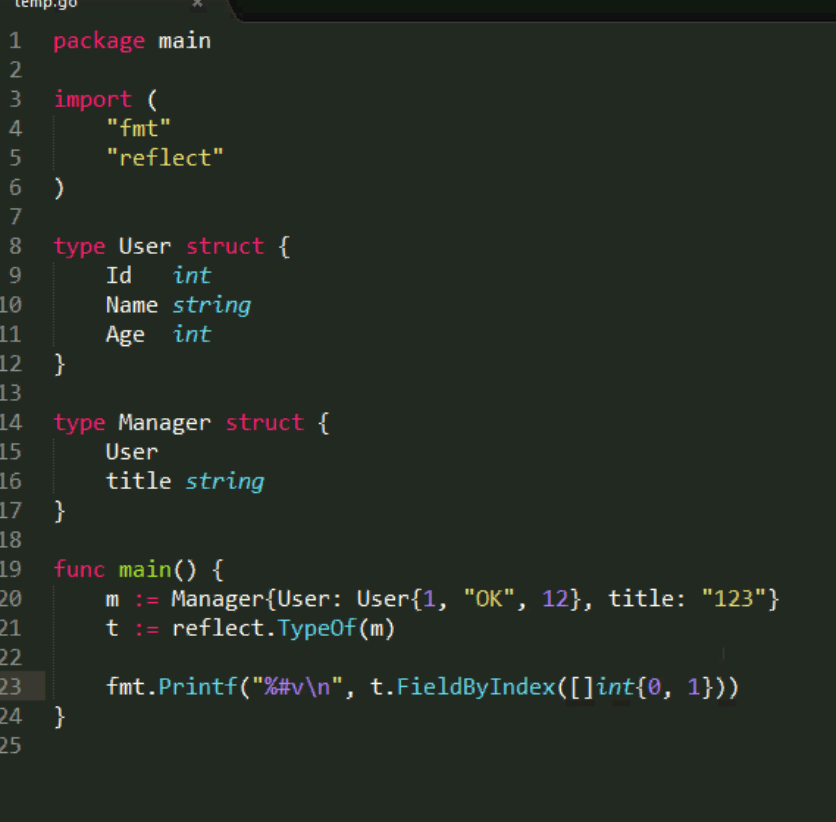 temp.go ×
1 package main
2
3 import (
4 "fmt"
5 "reflect"
6 )
7
8 type User struct {
9 Id int
10 Name string
11 Age int
12 }
13
14 type Manager struct {
15 User
16 title string
17 }
18
19 func main() {
20 m := Manager{User: User{1, "OK", 12}, title: "123"}
21 t := reflect.TypeOf(m)
22
23 fmt.Printf("%#v\n", t.FieldByIndex([]int{0, 1}))
24 }
25